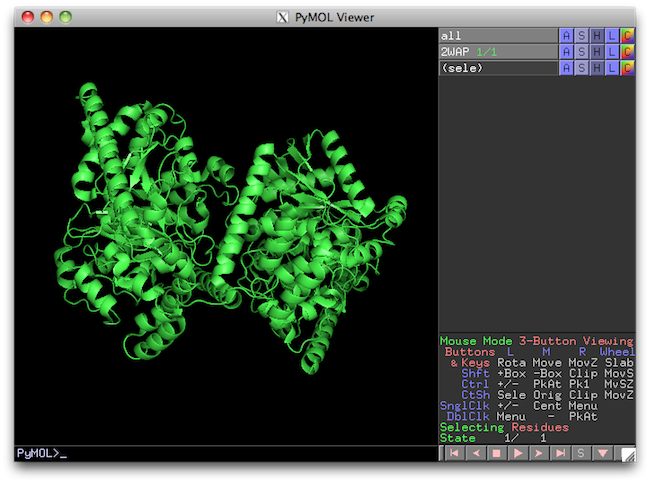 X PyMOL Viewer
all A S H L C
2WAP 1/1 A S H L C
(sele) A S H L C
Mouse Mode 3-Button Viewing
Buttons L M R Wheel
& Keys Rota Move MovZ Slab
Shft +Box -Box Clip MovS
Ctrl +/- PkAt Pk1 MvSZ
CtSh Sele Orig Clip MovZ
SnglClk +/- Cent Menu
DblClk Menu - PkAt
Selecting Residues
State 1/ 1
PyMOL>_ S